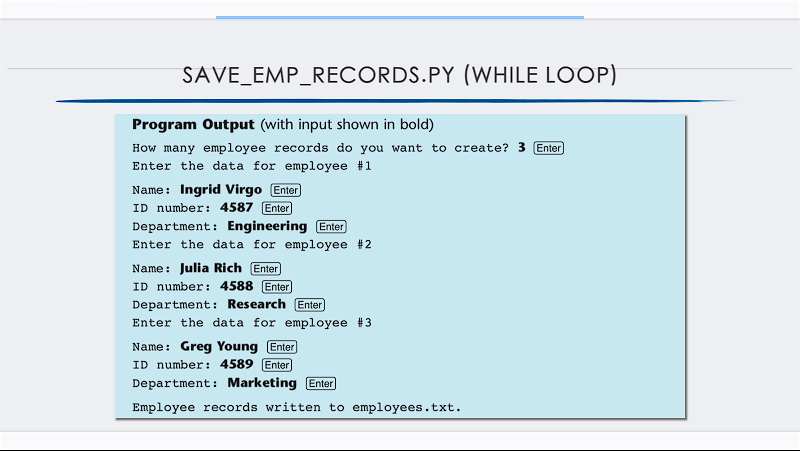 SAVE_EMP_RECORDS.PY (WHILE LOOP)
Program Output (with input shown in bold)
How many employee records do you want to create? 3 Enter
Enter the data for employee #1
Name: Ingrid Virgo Enter
ID number: 4587 Enter
Department: Engineering Enter
Enter the data for employee #2
Name: Julia Rich Enter
ID number: 4588 Enter
Department: Research Enter
Enter the data for employee #3
Name: Greg Young Enter
ID number: 4589 Enter
Department: Marketing Enter
Employee records written to employees.txt.